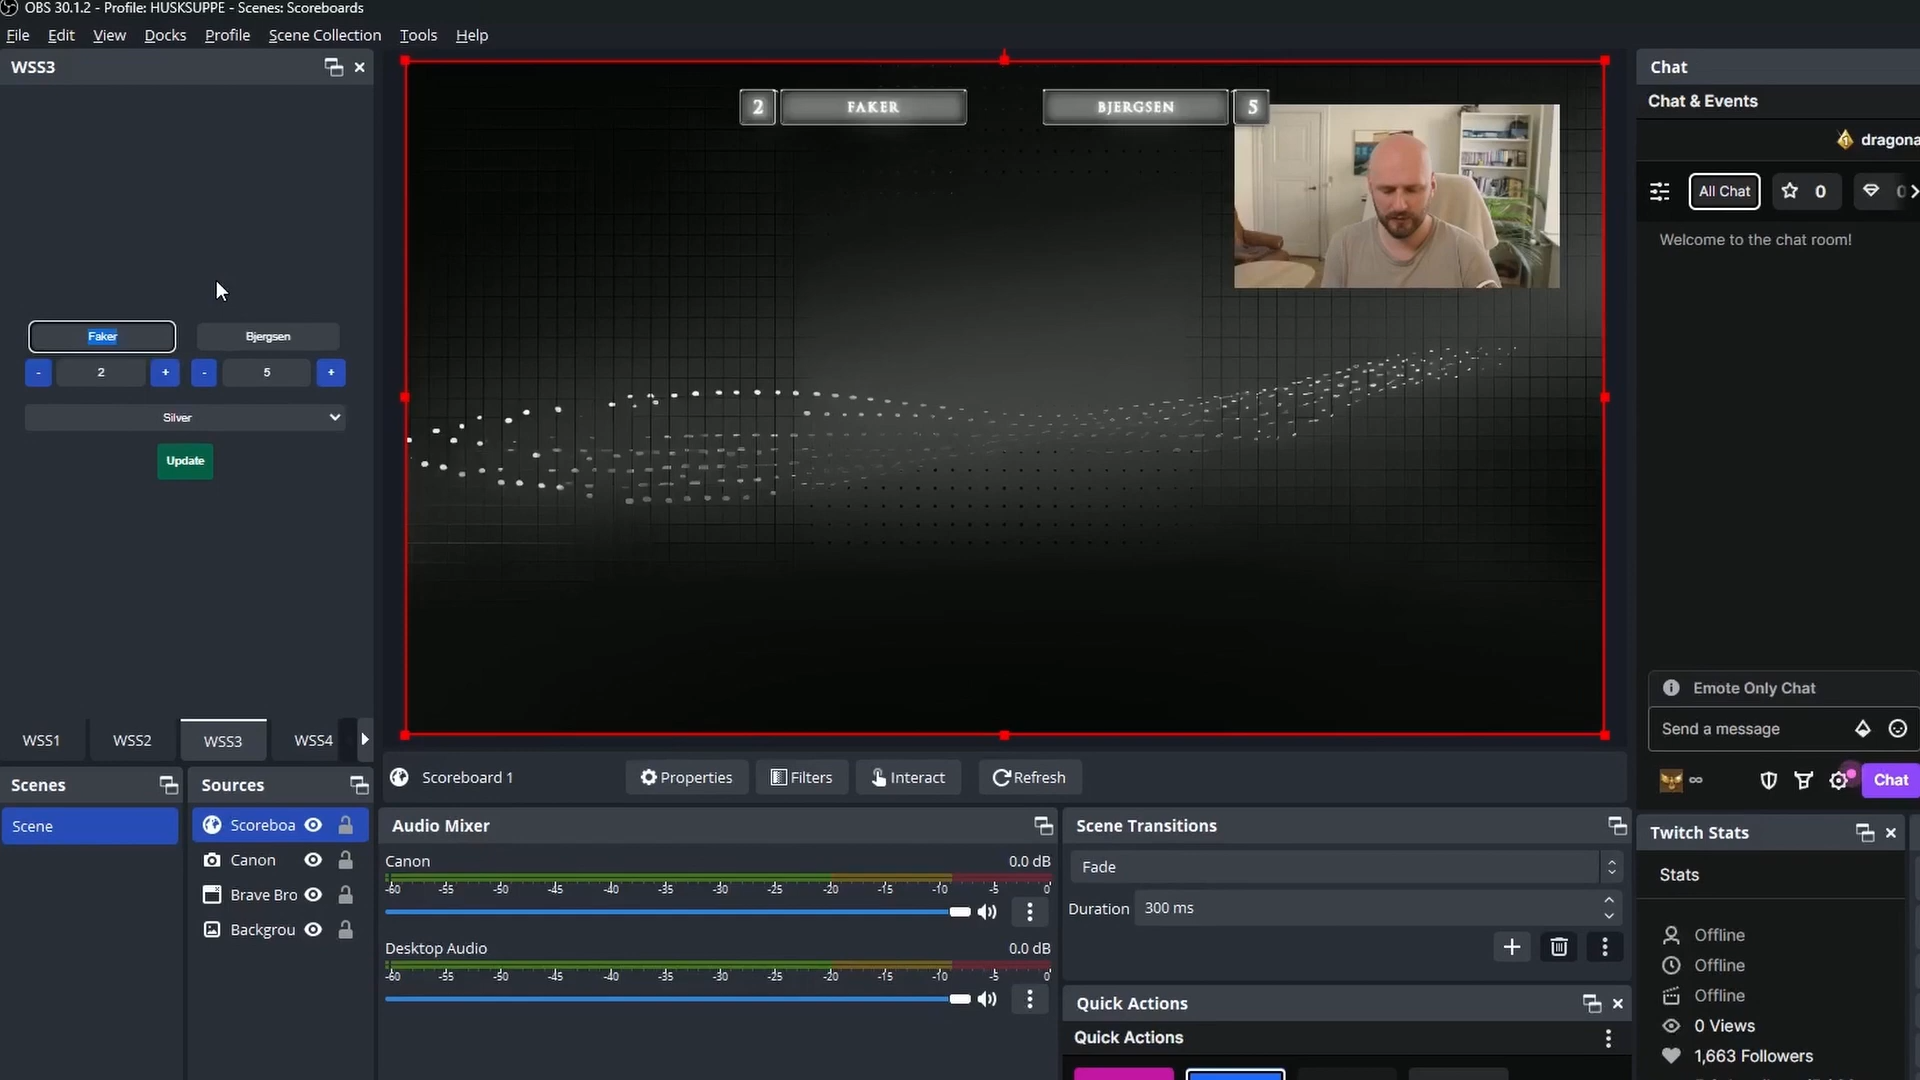 OBS 30.1.2 - Profile: HUSKSUPPE - Scenes: Scoreboards
File Edit View Docks Profile Scene Collection Tools Help
WSS3
Faker Bjergsen
- 2 + - 5 +
Silver
Update
WSS1 WSS2 WSS3 WSS4
2 FAKER BJERGSEN 5
Chat
Chat & Events
dragona
All Chat 0 0
Welcome to the chat room!
Emote Only Chat
Send a message
Chat
Scoreboard 1 Properties Filters Interact Refresh
Scenes
Scene
Sources
Scoreboa
Canon
Brave Bro
Backgrou
Audio Mixer
Canon 0.0 dB
-60 -55 -50 -45 -40 -35 -30 -25 -20 -15 -10 -5 0
Desktop Audio 0.0 dB
-60 -55 -50 -45 -40 -35 -30 -25 -20 -15 -10 -5 0
Scene Transitions
Fade
Duration 300 ms
Quick Actions
Quick Actions
Twitch Stats
Stats
Offline
Offline
Offline
0 Views
1,663 Followers